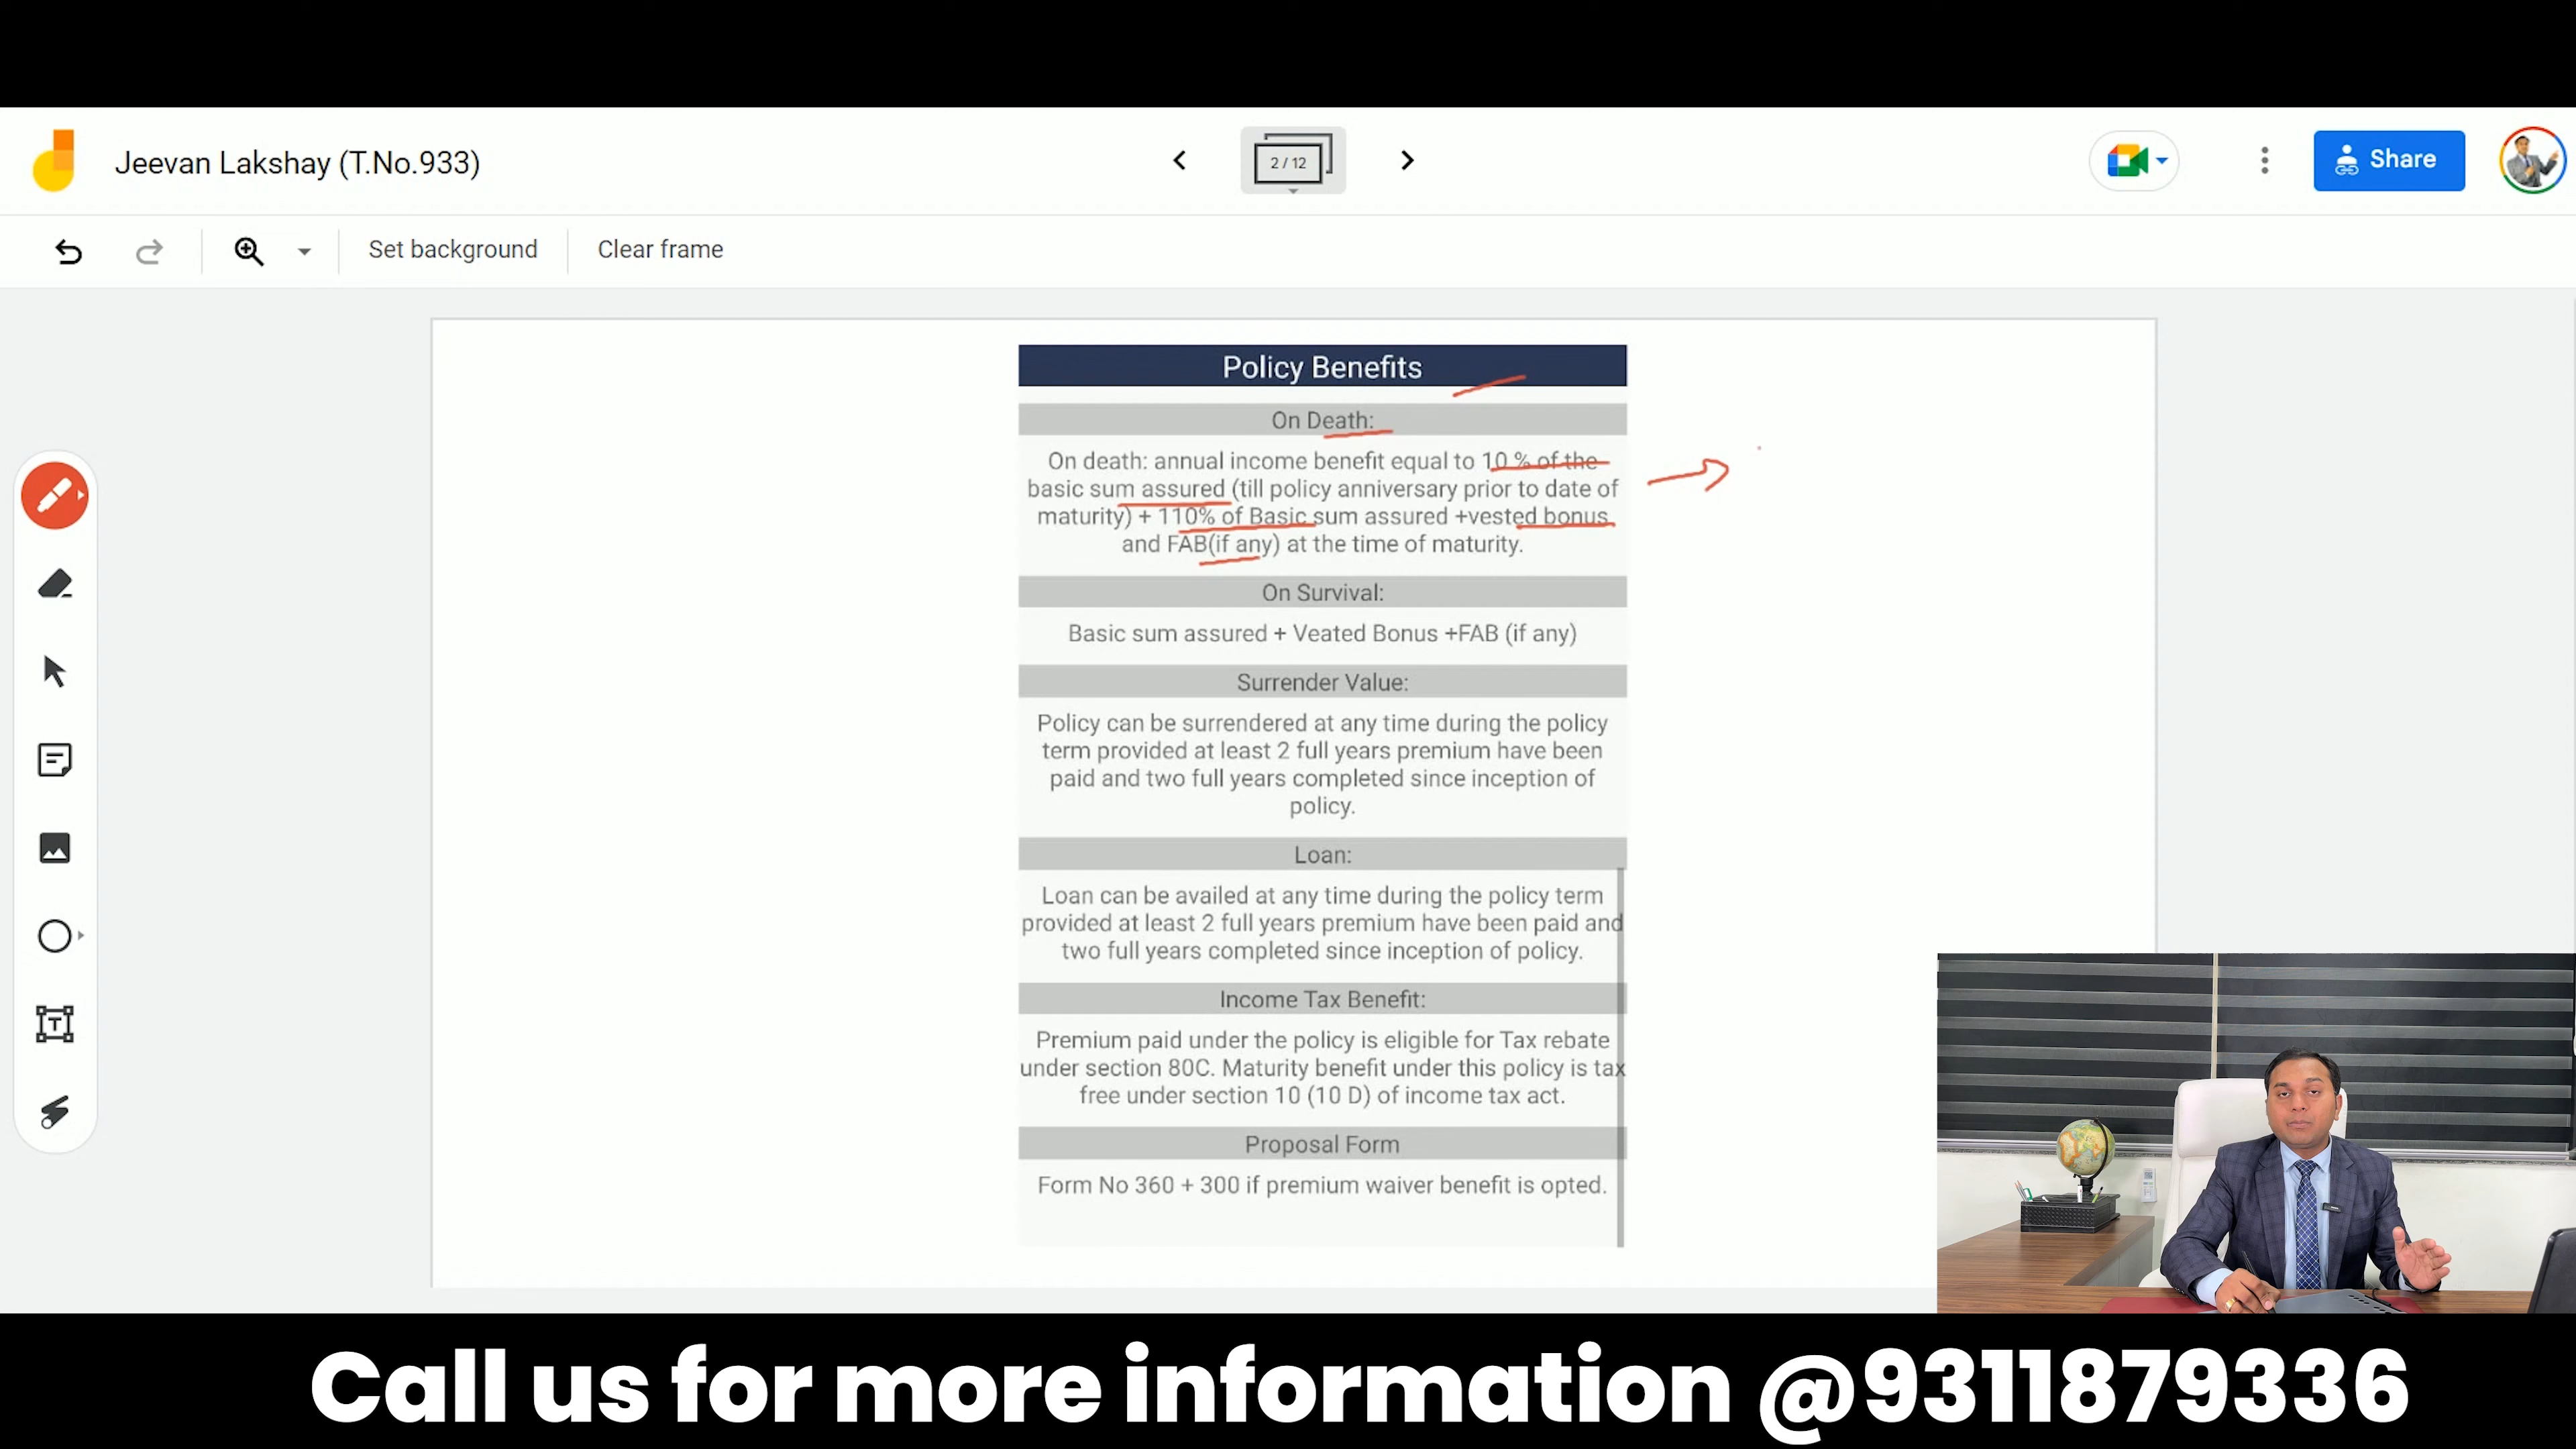 Jeevan Lakshay (T.No.933)
2 / 12
Share
Set background
Clear frame
Policy Benefits
On Death:
On death: annual income benefit equal to 10 % of the
basic sum assured (till policy anniversary prior to date of
maturity) + 110% of Basic sum assured +vested bonus
and FAB(if any) at the time of maturity.
On Survival:
Basic sum assured + Veated Bonus +FAB (if any)
Surrender Value:
Policy can be surrendered at any time during the policy
term provided at least 2 full years premium have been
paid and two full years completed since inception of
policy.
Loan:
Loan can be availed at any time during the policy term
provided at least 2 full years premium have been paid and
two full years completed since inception of policy.
Income Tax Benefit:
Premium paid under the policy is eligible for Tax rebate
under section 80C. Maturity benefit under this policy is tax
free under section 10 (10 D) of income tax act.
Proposal Form
Form No 360 + 300 if premium waiver benefit is opted.
Call us for more information @9311879336